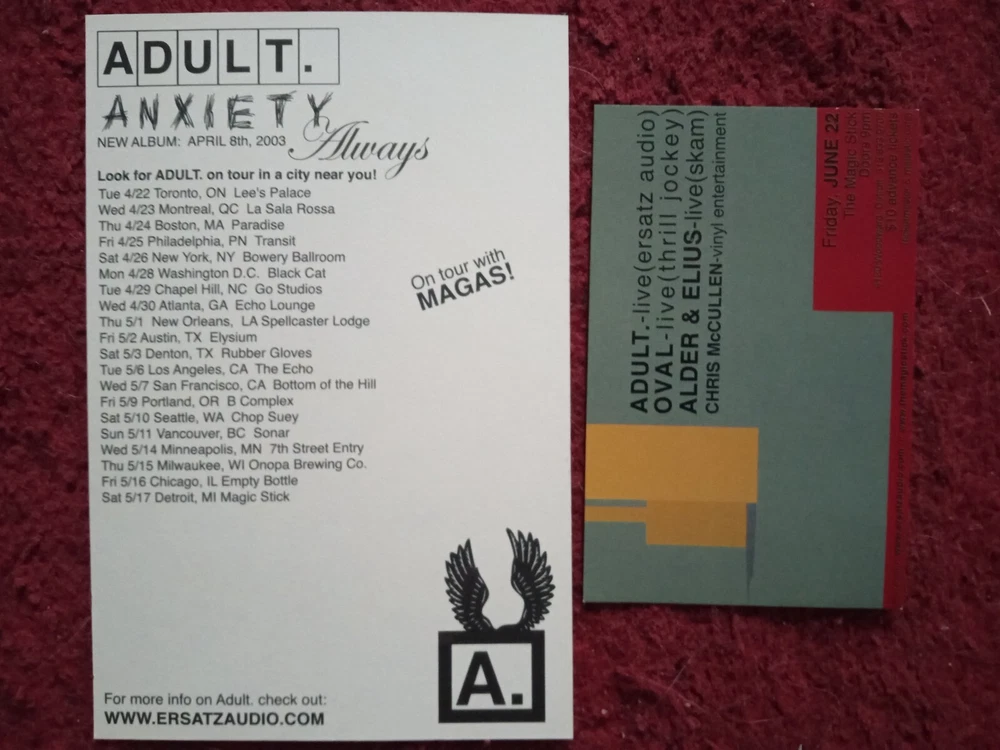 ADULT.
ANXIETY
Always
NEW ALBUM: APRIL 8th, 2003.
Look for ADULT. on tour in a city near you!
Tue 4/22 Toronto, ON Lee's Palace
Wed 4/23 Montreal, QC La Sala Rossa
Thu 4/24 Boston, MA Paradise
Fri 4/25 Philadelphia, PN Transit
Sat 4/26 New York, NY Bowery Ballroom
Mon 4/28 Washington D.C. Black Cat
Tue 4/29 Chapel Hill, NC Go Studios
Wed 4/30 Atlanta, GA Echo Lounge
Thu 5/1 New Orleans, LA Spellcaster Lodge
Fri 5/2 Austin, TX Elysium
Sat 5/3 Denton, TX Rubber Gloves
Tue 5/6 Los Angeles, CA The Echo
Wed 5/7 San Francisco, CA Bottom of the Hill
Fri 5/9 Portland, OR B Complex
Sat 5/10 Seattle, WA Chop Suey
Sun 5/11 Vancouver, BC Sonar
Wed 5/14 Minneapolis, MN 7th Street Entry
Thu 5/15 Milwaukee, WI Onopa Brewing Co.
Fri 5/16 Chicago, IL Empty Bottle
Sat 5/17 Detroit, MI Magic Stick
On tour with
MAGAS!
A.
For more info on Adult. check out:
WWW.ERSATZAUDIO.COM
ADULT.-live(ersatz audio)
OVAL-live(thrill jockey)
ALDER & ELIUS-live(skam)
CHRIS McCULLEN-vinyl entertainment
Friday, JUNE 22
The Magic Stick
Doors 9pm
$10 advance tickets